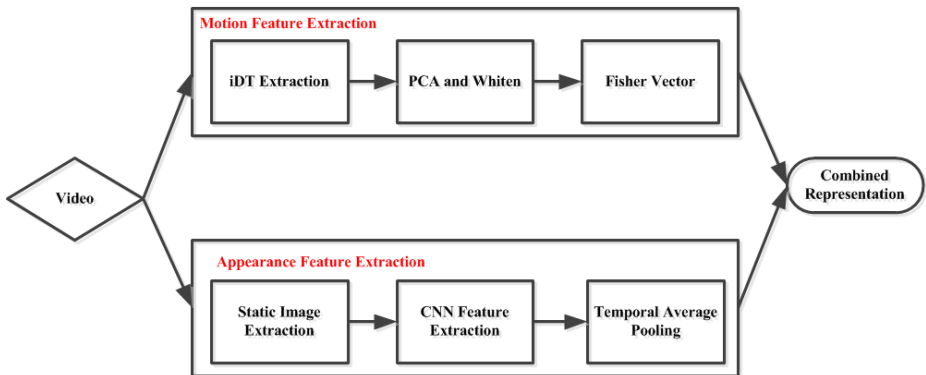 Motion Feature Extraction
iDT Extraction
PCA and Whiten
Fisher Vector
Video
Combined
Representation
Appearance Feature Extraction
Static Image
Extraction
CNN Feature
Extraction
Temporal Average
Pooling